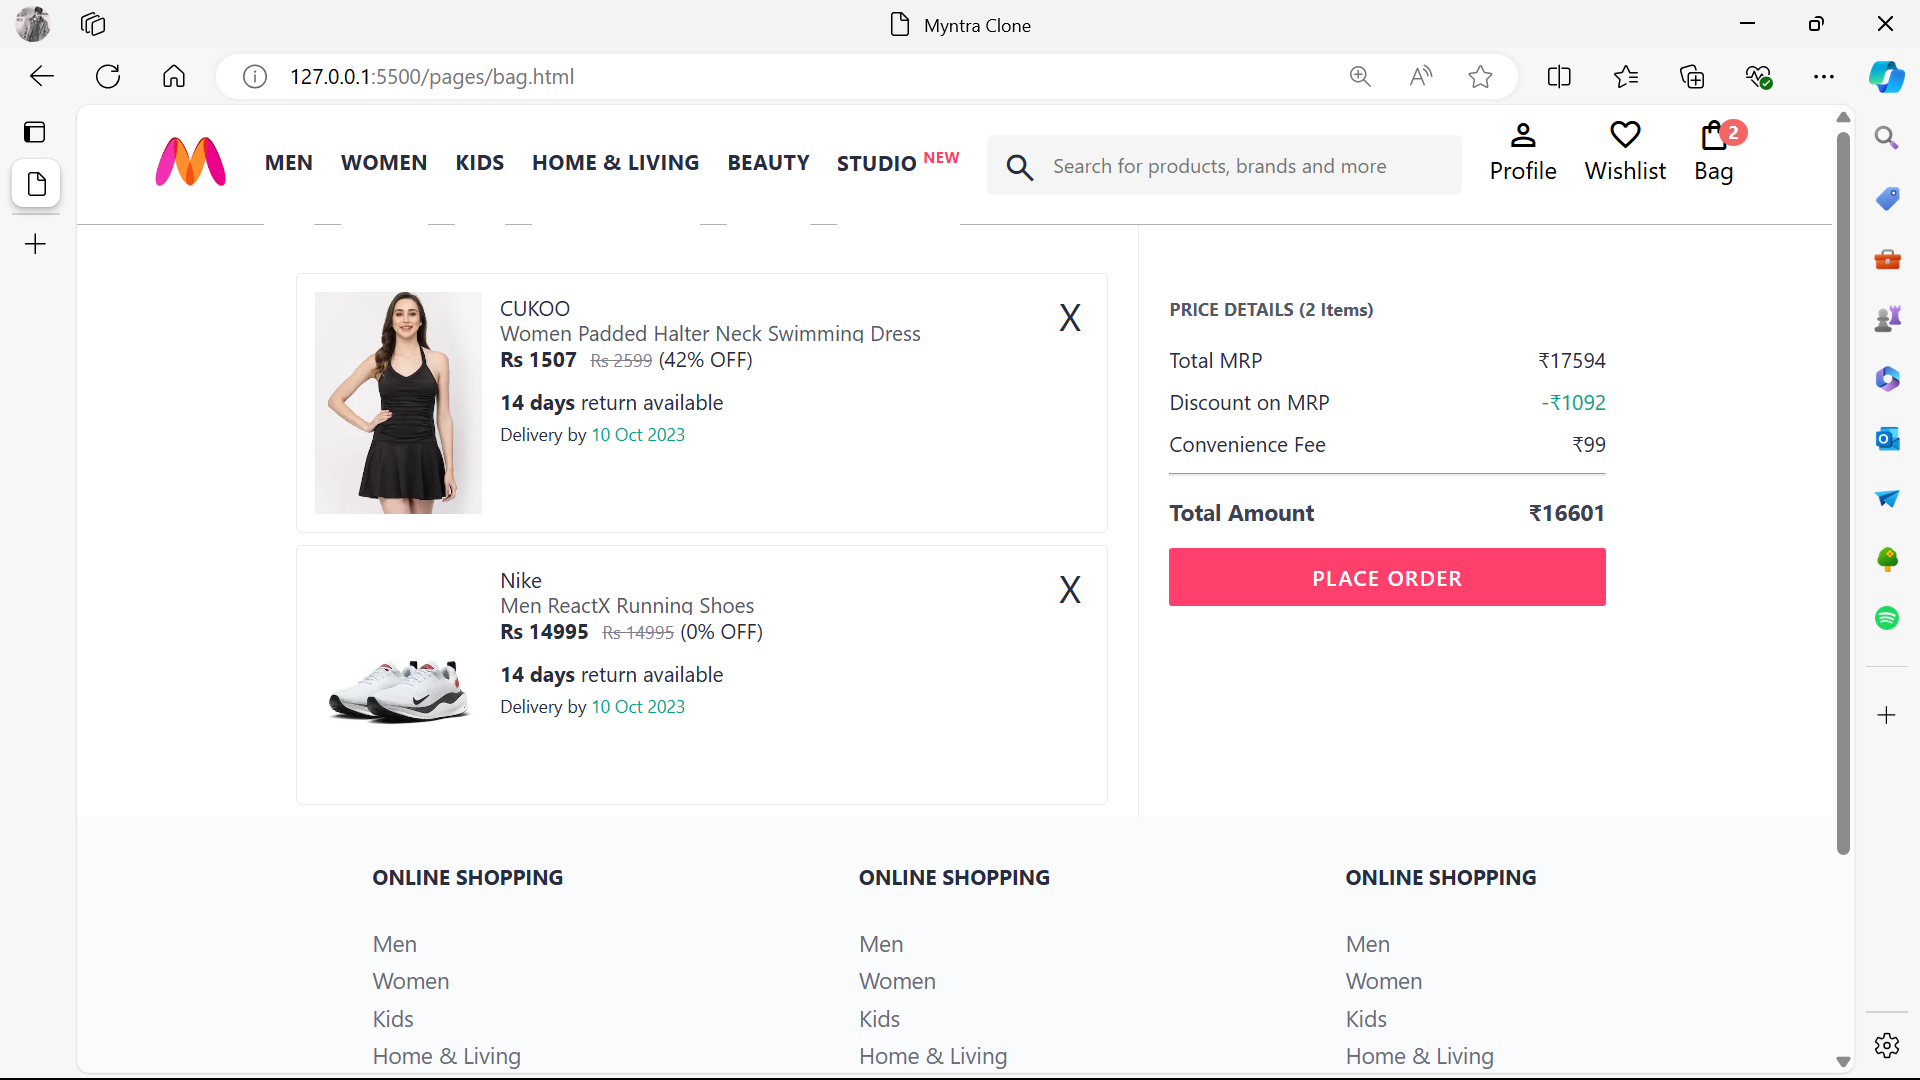 Myntra Clone
127.0.0.1:5500/pages/bag.html
MEN WOMEN KIDS HOME & LIVING BEAUTY STUDIO NEW
Search for products, brands and more
Profile Wishlist Bag 2
CUKOO X
Women Padded Halter Neck Swimming Dress
Rs 1507 Rs 2599 (42% OFF)
14 days return available
Delivery by 10 Oct 2023
Nike X
Men ReactX Running Shoes
Rs 14995 Rs 14995 (0% OFF)
14 days return available
Delivery by 10 Oct 2023
PRICE DETAILS (2 Items)
Total MRP ₹17594
Discount on MRP -₹1092
Convenience Fee ₹99
Total Amount ₹16601
PLACE ORDER
ONLINE SHOPPING
Men
Women
Kids
Home & Living
ONLINE SHOPPING
Men
Women
Kids
Home & Living
ONLINE SHOPPING
Men
Women
Kids
Home & Living